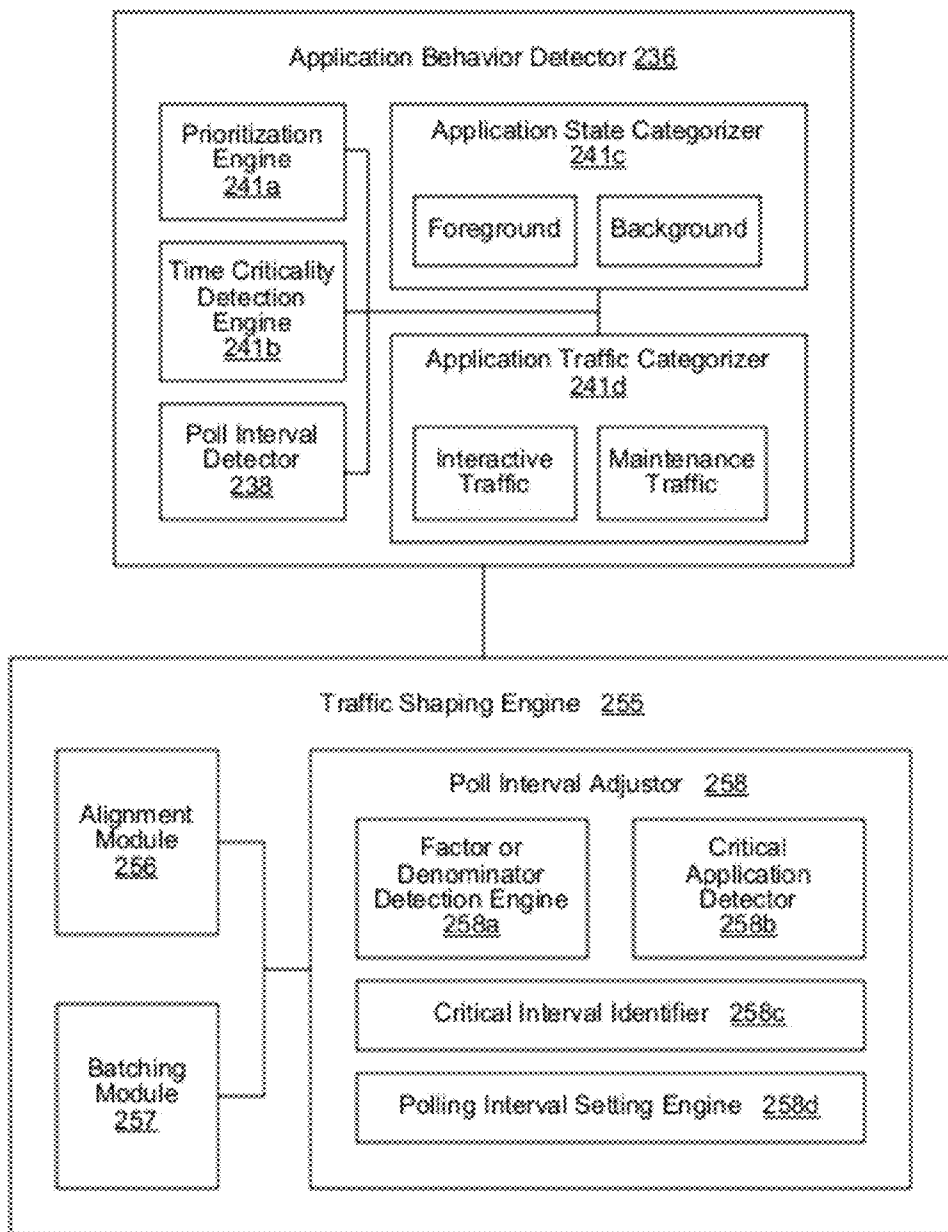 Application Behavior Detector 236
Prioritization
Engine
241a
Application State Categorizer
241c
Foreground
Background
Time Criticality
Detection
Engine
241b
Application Traffic Categorizer
241d
Poll Interval
Detector
238
Interactive
Traffic
Maintenance
Traffic
Traffic Shaping Engine 255
Alignment
Module
256
Poll Interval Adjustor 258
Factor or
Denominator
Detection Engine
258a
Critical
Application
Detector
258b
Critical Interval Identifier 258c
Batching
Module
257
Polling Interval Setting Engine 258d